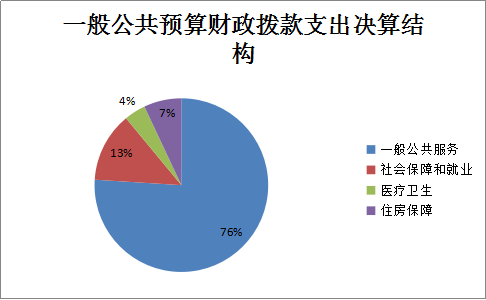 一般公共预算财政拨款支出决算结
构
4%
7%
13%
76%
一般公共服务
社会保障和就业
医疗卫生
住房保障